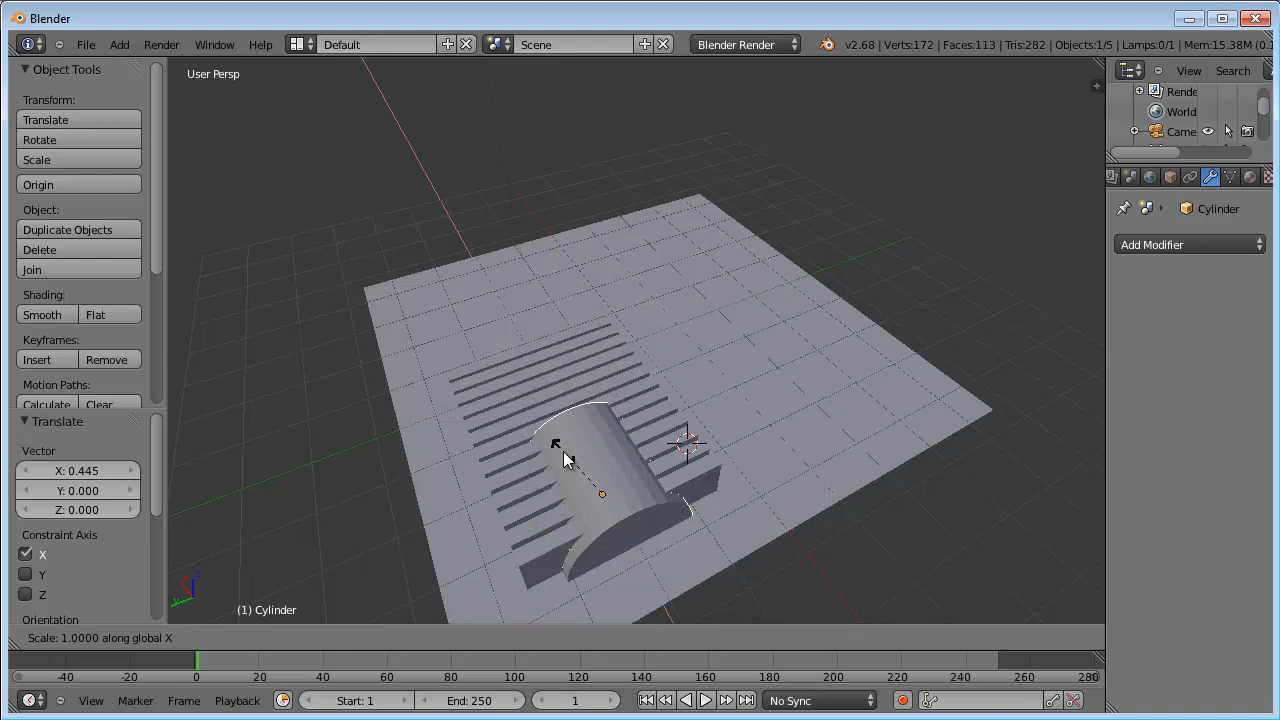 Blender
File Add Render Window Help Default Scene Blender Render v2.68 | Verts:172 | Faces:113 | Tris:282 | Objects:1/5 | Lamps:0/1 | Mem:15.38M (0.1
Object Tools
User Persp
View Search
Rende
World
Came
Transform:
Translate
Rotate
Scale
Origin
Object:
Duplicate Objects
Delete
Join
Shading:
Smooth Flat
Keyframes:
Insert Remove
Motion Paths:
Calculate Clear
Cylinder
Add Modifier
Translate
Vector
X: 0.445
Y: 0.000
Z: 0.000
Constraint Axis
X
Y
Z
Orientation
(1) Cylinder
Scale: 1.0000 along global X
-40 -20 0 20 40 60 80 100 120 140 160 180 200 220 240 260 280
View Marker Frame Playback Start: 1 End: 250 1 No Sync